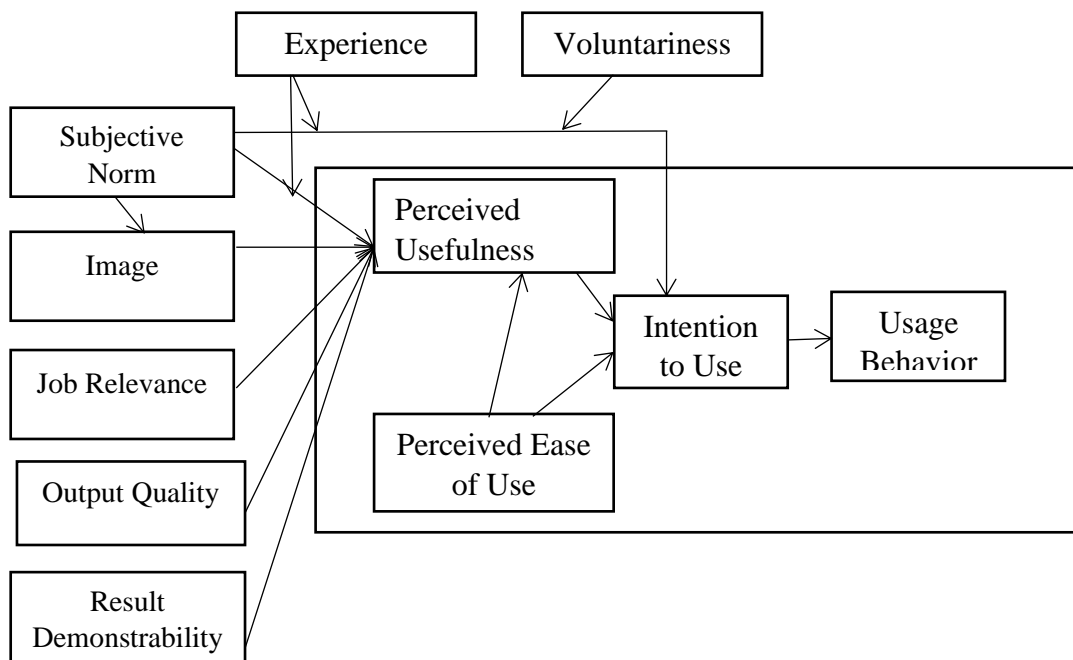 Experience
Voluntariness
Subjective
Norm
Perceived
Usefulness
Image
Intention
to Use
Usage
Behavior
Job Relevance
Perceived Ease
of Use
Output Quality
Result
Demonstrability